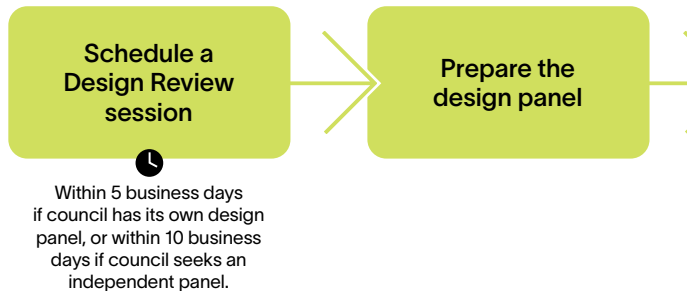 Schedule a
Design Review
session
Within 5 business days
if council has its own design
panel, or within 10 business
days if council seeks an
independent panel.
Prepare the
design panel